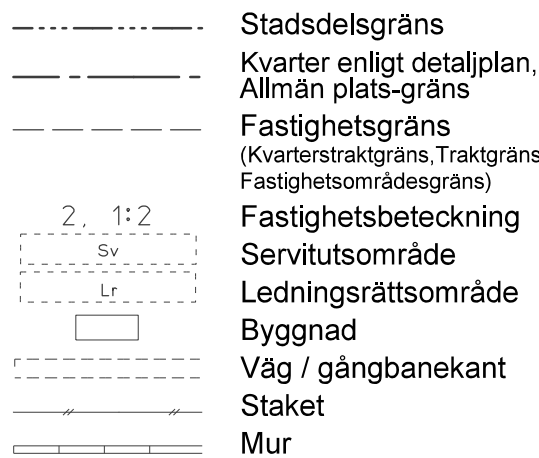 Stadsdelsgräns
Kvarter enligt detaljplan,
Allmän plats-gräns
Fastighetsgräns
(Kvarterstraktgräns,Traktgräns
Fastighetsområdesgräns)
2, 1:2 Fastighetsbeteckning
Sv Servitutsområde
Lr Ledningsrättsområde
Byggnad
Väg / gångbanekant
Staket
Mur